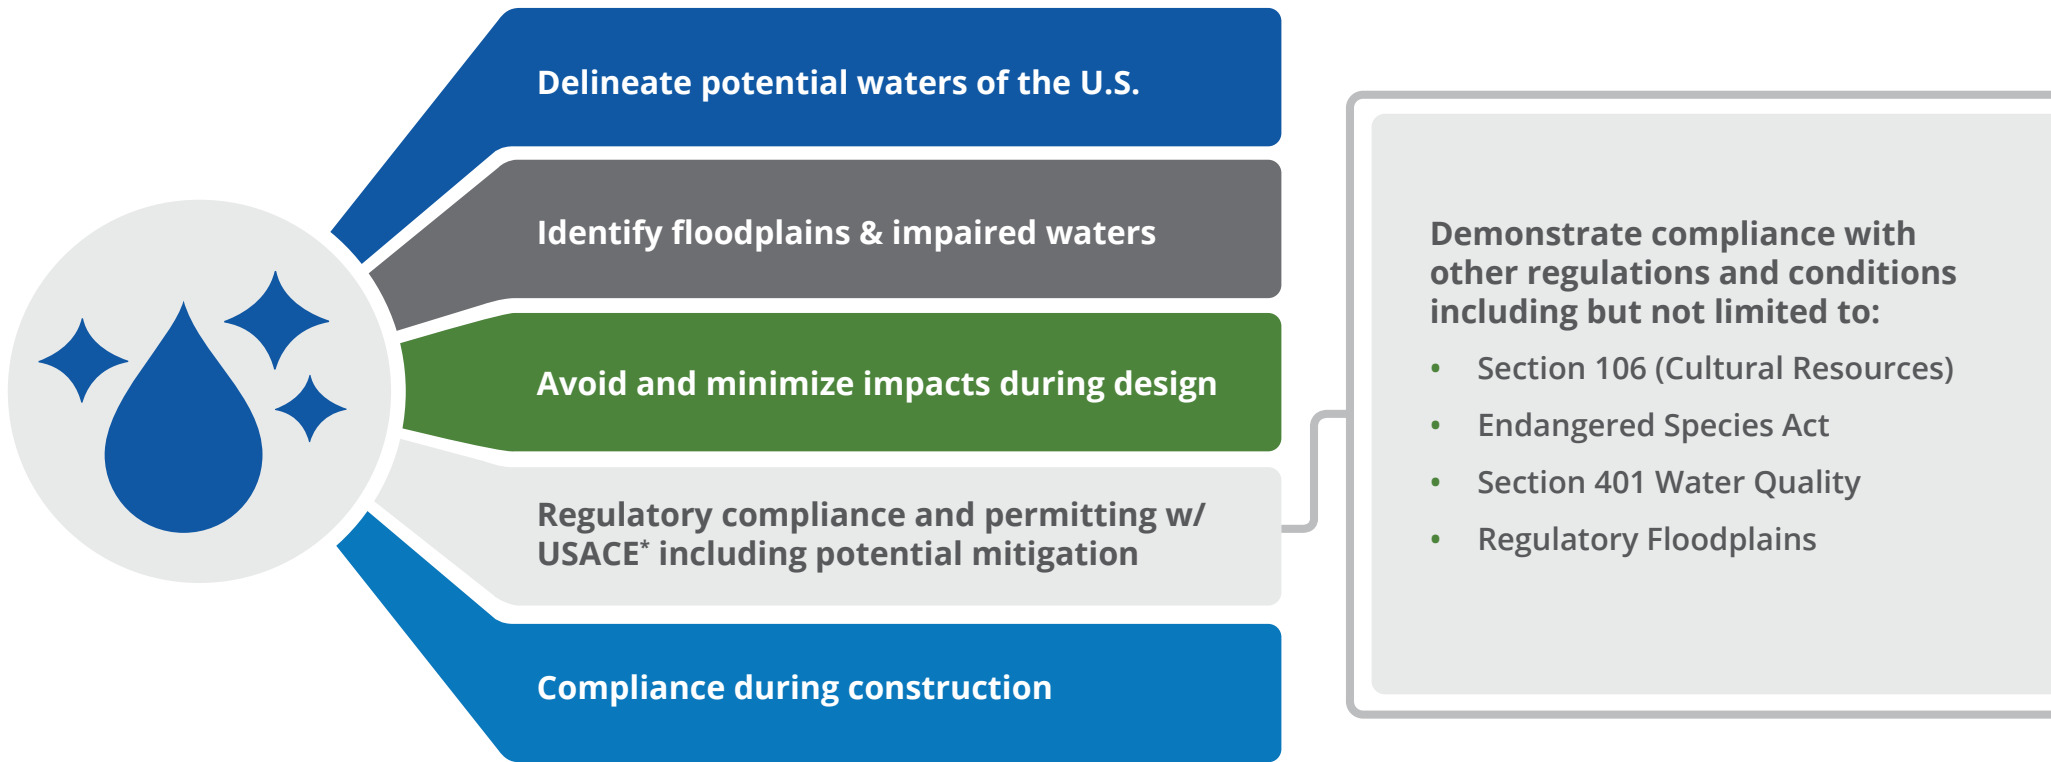 Delineate potential waters of the U.S.
Identify floodplains & impaired waters
Avoid and minimize impacts during design
Regulatory compliance and permitting w/
USACE* including potential mitigation
Compliance during construction
Demonstrate compliance with
other regulations and conditions
including but not limited to:
• Section 106 (Cultural Resources)
• Endangered Species Act
• Section 401 Water Quality
• Regulatory Floodplains